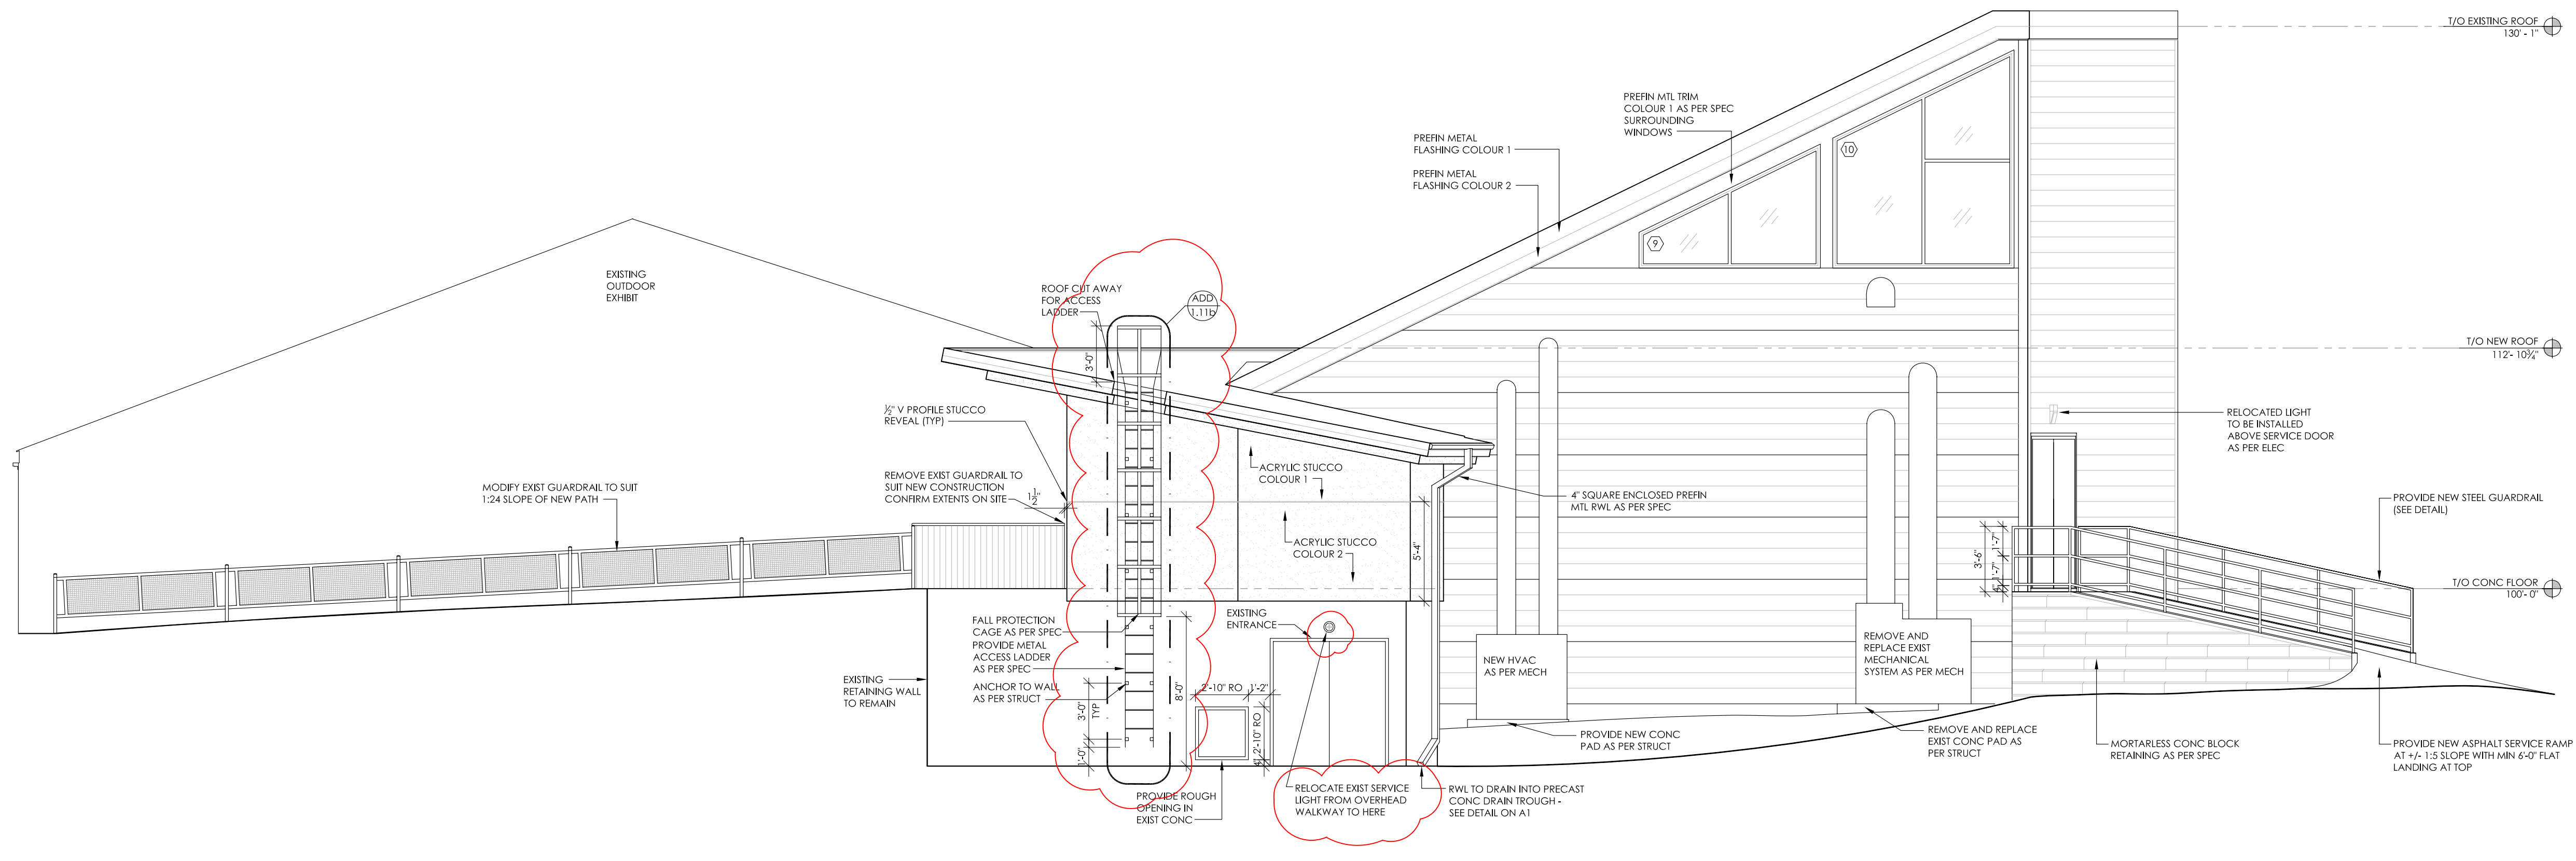 T/O EXISTING ROOF
130' - 1"
PREFIN MTL TRIM
COLOUR 1 AS PER SPEC
SURROUNDING
WINDOWS
PREFIN METAL
FLASHING COLOUR 1
PREFIN METAL
FLASHING COLOUR 2
10
9
EXISTING
OUTDOOR
EXHIBIT
ROOF CUT AWAY
FOR ACCESS
LADDER
ADD
1.11b
3'-0"
T/O NEW ROOF
112'- 10¾"
½" V PROFILE STUCCO
REVEAL (TYP)
RELOCATED LIGHT
TO BE INSTALLED
ABOVE SERVICE DOOR
AS PER ELEC
REMOVE EXIST GUARDRAIL TO
SUIT NEW CONSTRUCTION
CONFIRM EXTENTS ON SITE
1½"
MODIFY EXIST GUARDRAIL TO SUIT
1:24 SLOPE OF NEW PATH
ACRYLIC STUCCO
COLOUR 1
4" SQUARE ENCLOSED PREFIN
MTL RWL AS PER SPEC
PROVIDE NEW STEEL GUARDRAIL
(SEE DETAIL)
ACRYLIC STUCCO
COLOUR 2
5'-4"
3'-6"
1'-7"
1'-7"
4"
T/O CONC FLOOR
100'- 0"
FALL PROTECTION
CAGE AS PER SPEC
PROVIDE METAL
ACCESS LADDER
AS PER SPEC
ANCHOR TO WALL
AS PER STRUCT
EXISTING
ENTRANCE
EXISTING
RETAINING WALL
TO REMAIN
3'-0"
TYP
1'-0"
8'-0"
2'-10" RO
1'-2"
2'-10" RO
4"
NEW HVAC
AS PER MECH
REMOVE AND
REPLACE EXIST
MECHANICAL
SYSTEM AS PER MECH
PROVIDE NEW CONC
PAD AS PER STRUCT
REMOVE AND REPLACE
EXIST CONC PAD AS
PER STRUCT
MORTARLESS CONC BLOCK
RETAINING AS PER SPEC
PROVIDE NEW ASPHALT SERVICE RAMP
AT +/- 1:5 SLOPE WITH MIN 6'-0" FLAT
LANDING AT TOP
PROVIDE ROUGH
OPENING IN
EXIST CONC
RELOCATE EXIST SERVICE
LIGHT FROM OVERHEAD
WALKWAY TO HERE
RWL TO DRAIN INTO PRECAST
CONC DRAIN TROUGH -
SEE DETAIL ON A1